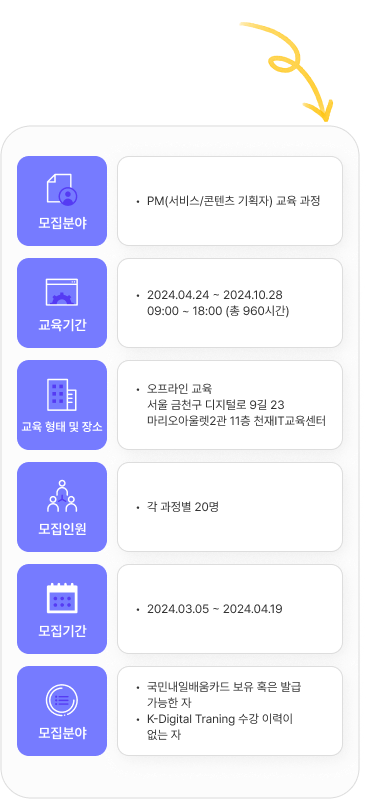 모집분야
• PM(서비스/콘텐츠 기획자) 교육 과정
교육기간
• 2024.04.24 ~ 2024.10.28
09:00 ~ 18:00 (총 960시간)
교육 형태 및 장소
• 오프라인 교육
서울 금천구 디지털로 9길 23
마리오아울렛2관 11층 천재IT교육센터
모집인원
• 각 과정별 20명
모집기간
• 2024.03.05 ~ 2024.04.19
모집분야
• 국민내일배움카드 보유 혹은 발급
가능한 자
• K-Digital Traning 수강 이력이
없는 자